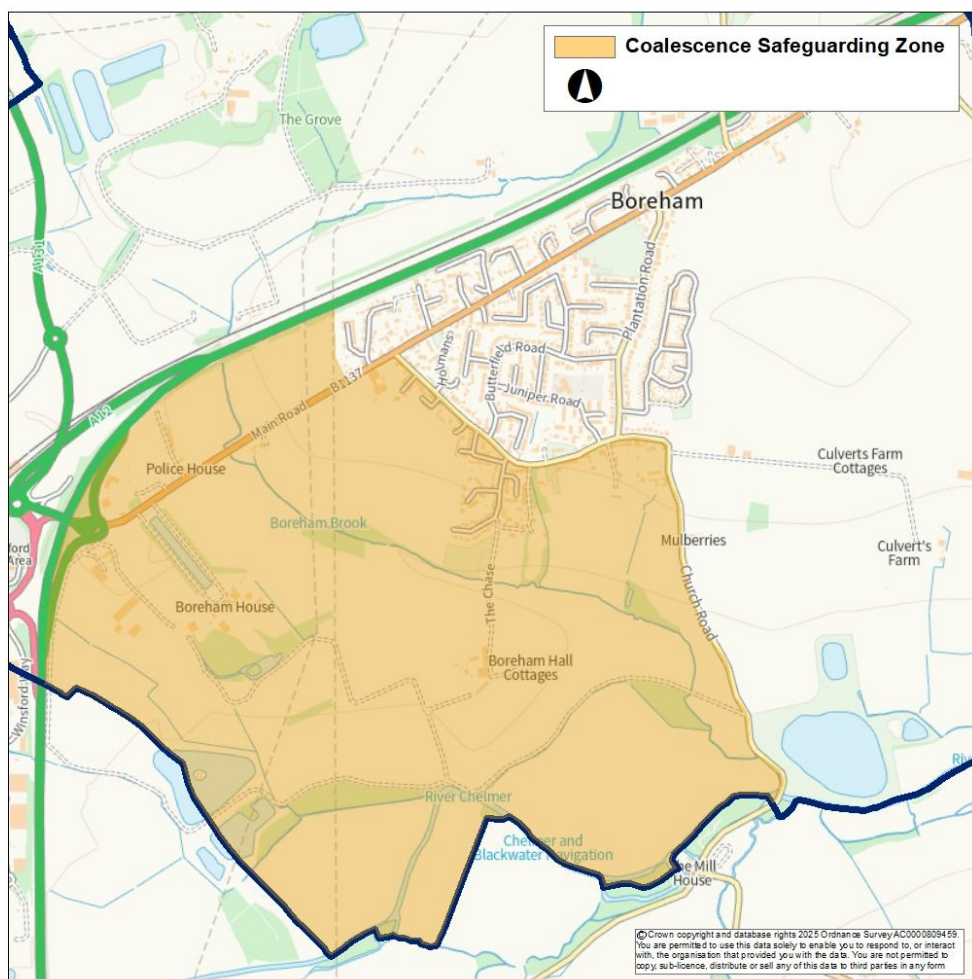 Coalescence Safeguarding Zone
The Grove
Boreham
A131
Plantation Road
Holmans
Butterfield Road
Juniper Road
B1137
Main Road
A12
Police House
Culverts Farm
Cottages
Boreham Brook
Mulberries
Culvert's
Farm
Area
Boreham House
The Chase
Church Road
Boreham Hall
Cottages
Winsford Way
River Chelmer
Chelmer and
Blackwater Navigation
Mill
House
© Crown copyright and database rights 2025 Ordnance Survey AC0000809459.
You are permitted to use this data solely to enable you to respond to, or interact
with, the organisation that provided you with the data. You are not permitted to
copy, sub-licence, distribute or sell any of this data to third parties in any form